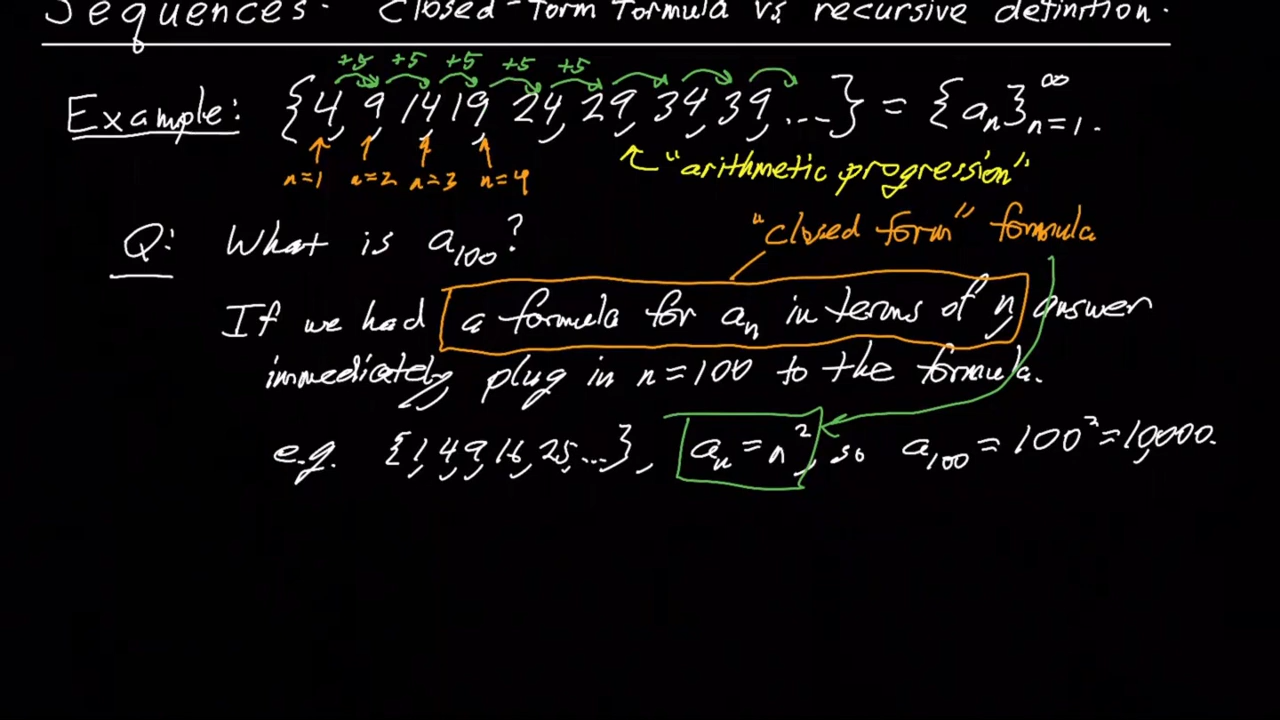 Sequences: Closed-form formula vs recursive definition.
+5 +5 +5 +5 +5
Example: {4, 9, 14, 19, 24, 29, 34, 39, ...} = {aₙ}ₙ₌₁^∞.
n=1 n=2 n=3 n=4
"arithmetic progression"
Q: What is a₁₀₀?
"closed form" formula
If we had a formula for aₙ in terms of n, answer
immediately, plug in n=100 to the formula.
e.g. {1, 4, 9, 16, 25, ...}, aₙ = n², so a₁₀₀ = 100² = 10,000.